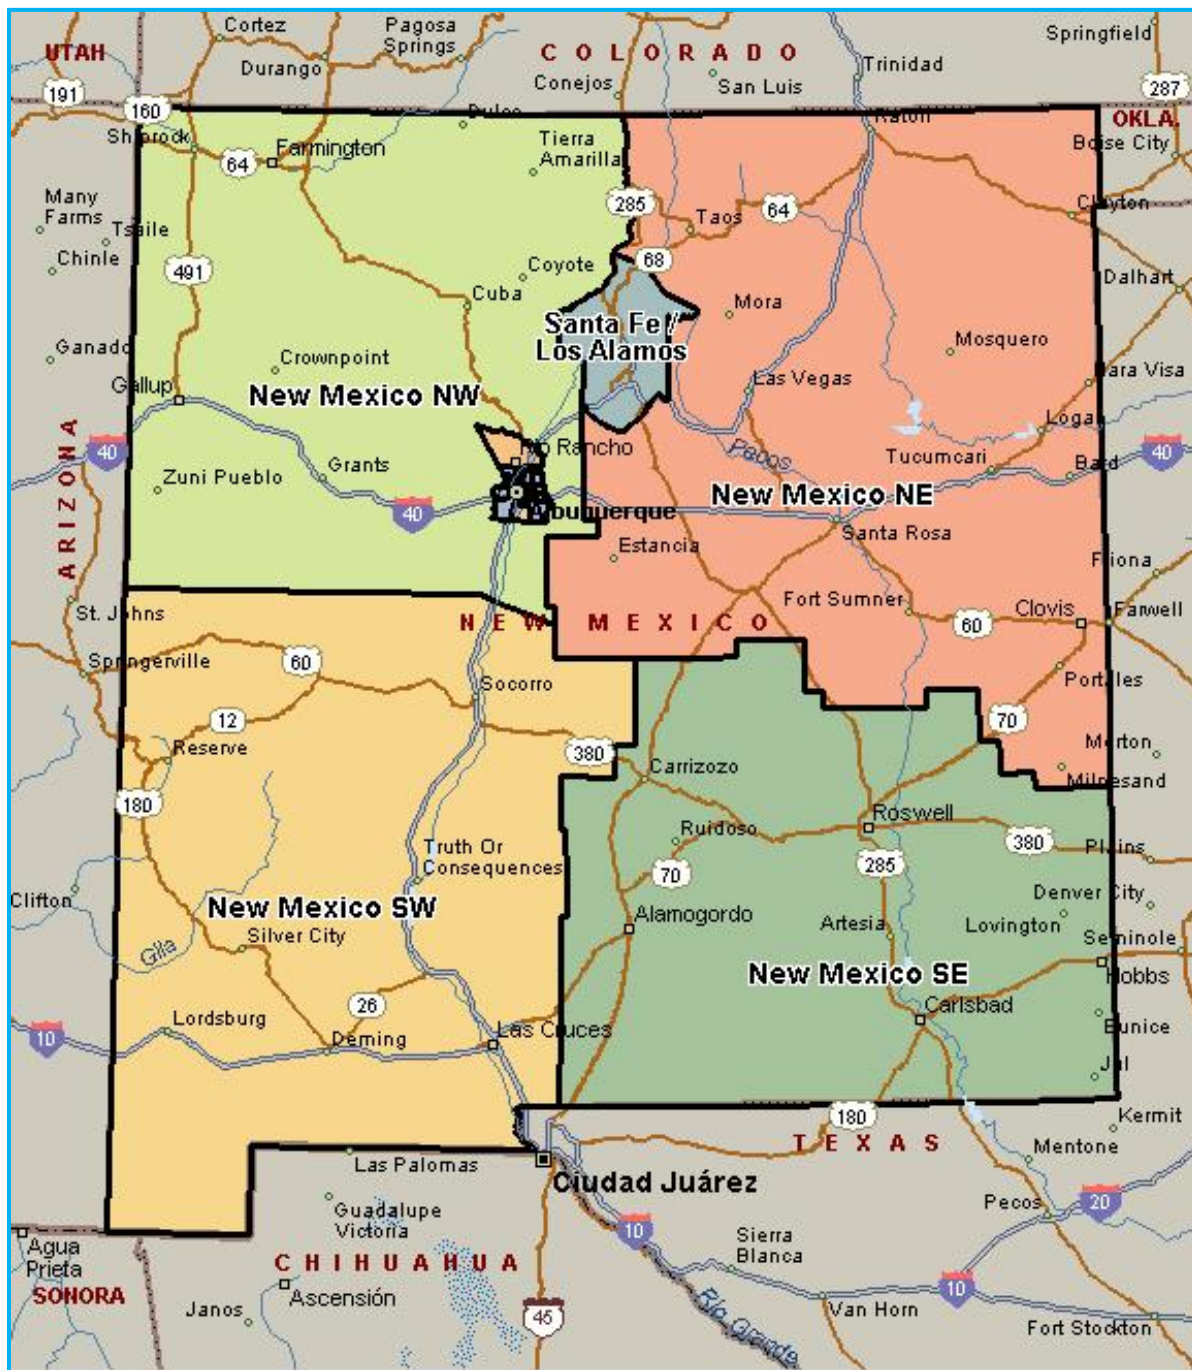 Cortez
Pagosa
Springs
Springfield
UTAH
COLORADO
Durango
Trinidad
Conejos
San Luis
191
287
160
OKLA.
Dulce
Raton
Shiprock
Farmington
Tierra
Amarilla
Boise City
64
Many
Farms
285
Taos
64
Clayton
Tsaile
Chinle
491
Coyote
68
Dalhart
Cuba
Mora
Santa Fe /
Los Alamos
Ganado
Crownpoint
Mosquero
Gallup
New Mexico NW
Las Vegas
Nara Visa
Logan
40
Rio Rancho
Pecos
Tucumcari
40
Zuni Pueblo
Grants
Bard
ARIZONA
New Mexico NE
40
Albuquerque
Santa Rosa
Estancia
Friona
St. Johns
Fort Sumner
Clovis
Farwell
NEW MEXICO
60
Springerville
60
Socorro
Portales
12
70
Reserve
380
Morton
Carrizozo
Milnesand
180
Roswell
Ruidoso
380
Plains
Truth Or
Consequences
70
285
Clifton
Denver City
New Mexico SW
Alamogordo
Artesia
Lovington
Silver City
Seminole
Gila
New Mexico SE
Hobbs
26
Carlsbad
Lordsburg
Las Cruces
Eunice
10
Deming
Jal
180
Kermit
TEXAS
Las Palomas
Mentone
Ciudad Juárez
Guadalupe
Victoria
Pecos
20
10
Sierra
Blanca
Agua
Prieta
CHIHUAHUA
SONORA
Ascensión
10
Janos
45
Rio Grande
Van Horn
Fort Stockton